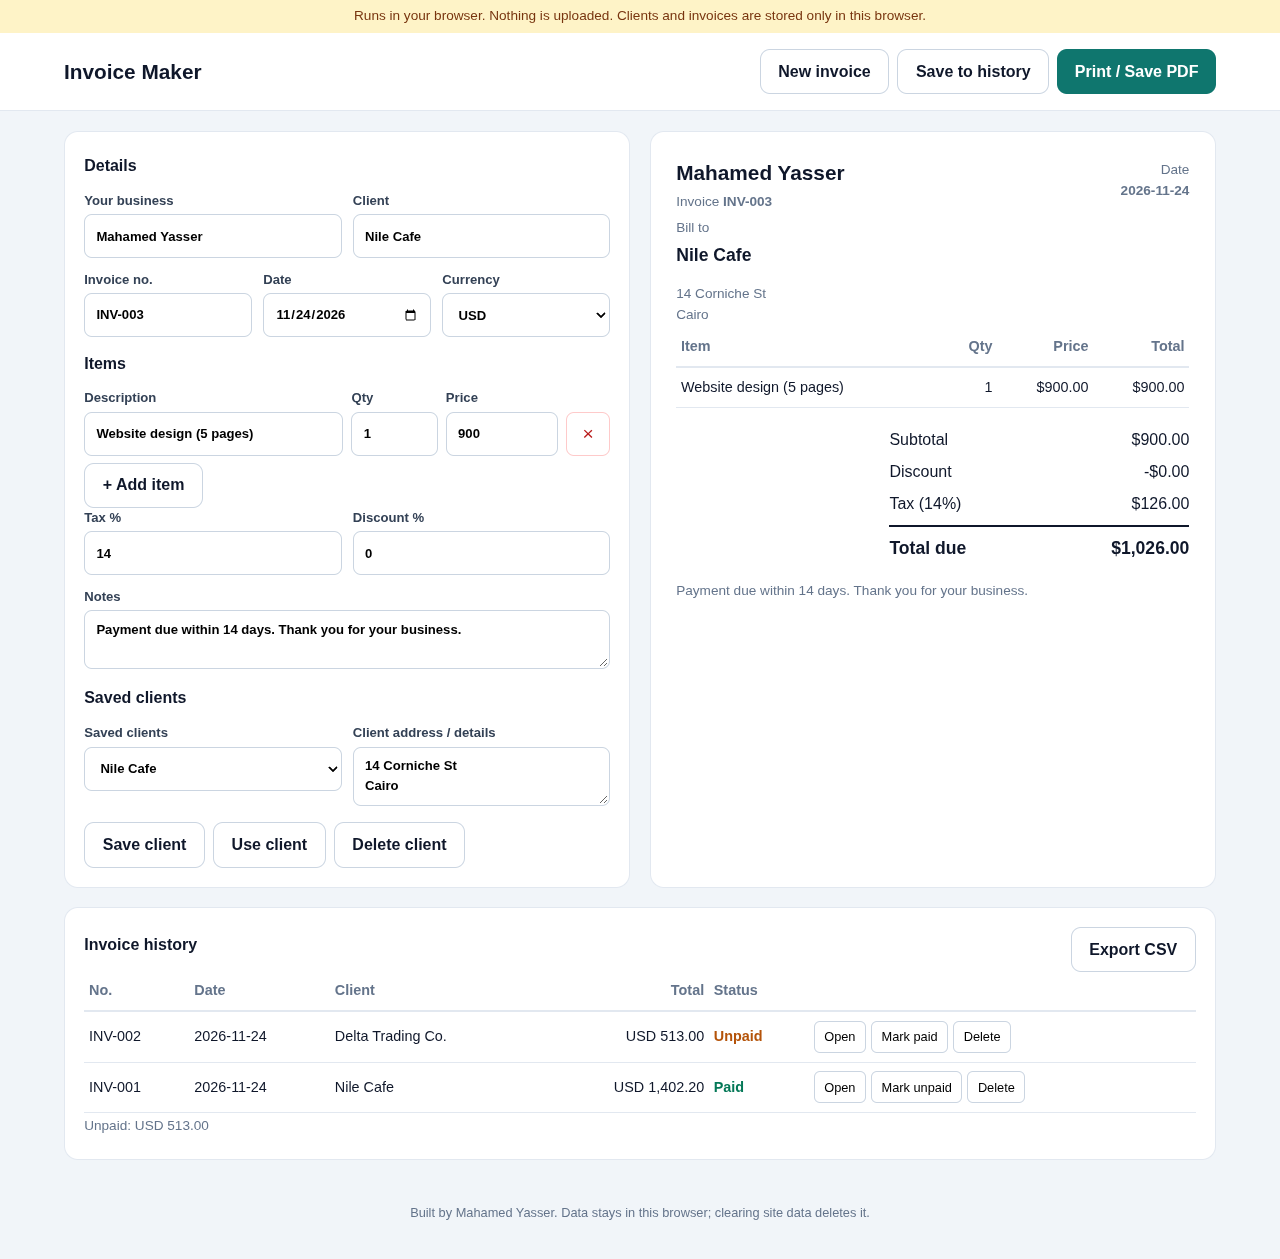 Runs in your browser. Nothing is uploaded. Clients and invoices are stored only in this browser.
Invoice Maker
New invoice
Save to history
Print / Save PDF
Details
Your business
Client
Mahamed Yasser
Nile Cafe
Invoice no.
Date
Currency
INV-003
11/24/2026
USD
Items
Description
Qty
Price
Website design (5 pages)
1
900
×
+ Add item
Tax %
Discount %
14
0
Notes
Payment due within 14 days. Thank you for your business.
Saved clients
Saved clients
Client address / details
Nile Cafe
14 Corniche St
Cairo
Save client
Use client
Delete client
Mahamed Yasser
Date
2026-11-24
Invoice INV-003
Bill to
Nile Cafe
14 Corniche St
Cairo
Item Qty Price Total
Website design (5 pages) 1 $900.00 $900.00
Subtotal $900.00
Discount -$0.00
Tax (14%) $126.00
Total due $1,026.00
Payment due within 14 days. Thank you for your business.
Invoice history
Export CSV
No. Date Client Total Status
INV-002 2026-11-24 Delta Trading Co. USD 513.00 Unpaid Open Mark paid Delete
INV-001 2026-11-24 Nile Cafe USD 1,402.20 Paid Open Mark unpaid Delete
Unpaid: USD 513.00
Built by Mahamed Yasser. Data stays in this browser; clearing site data deletes it.